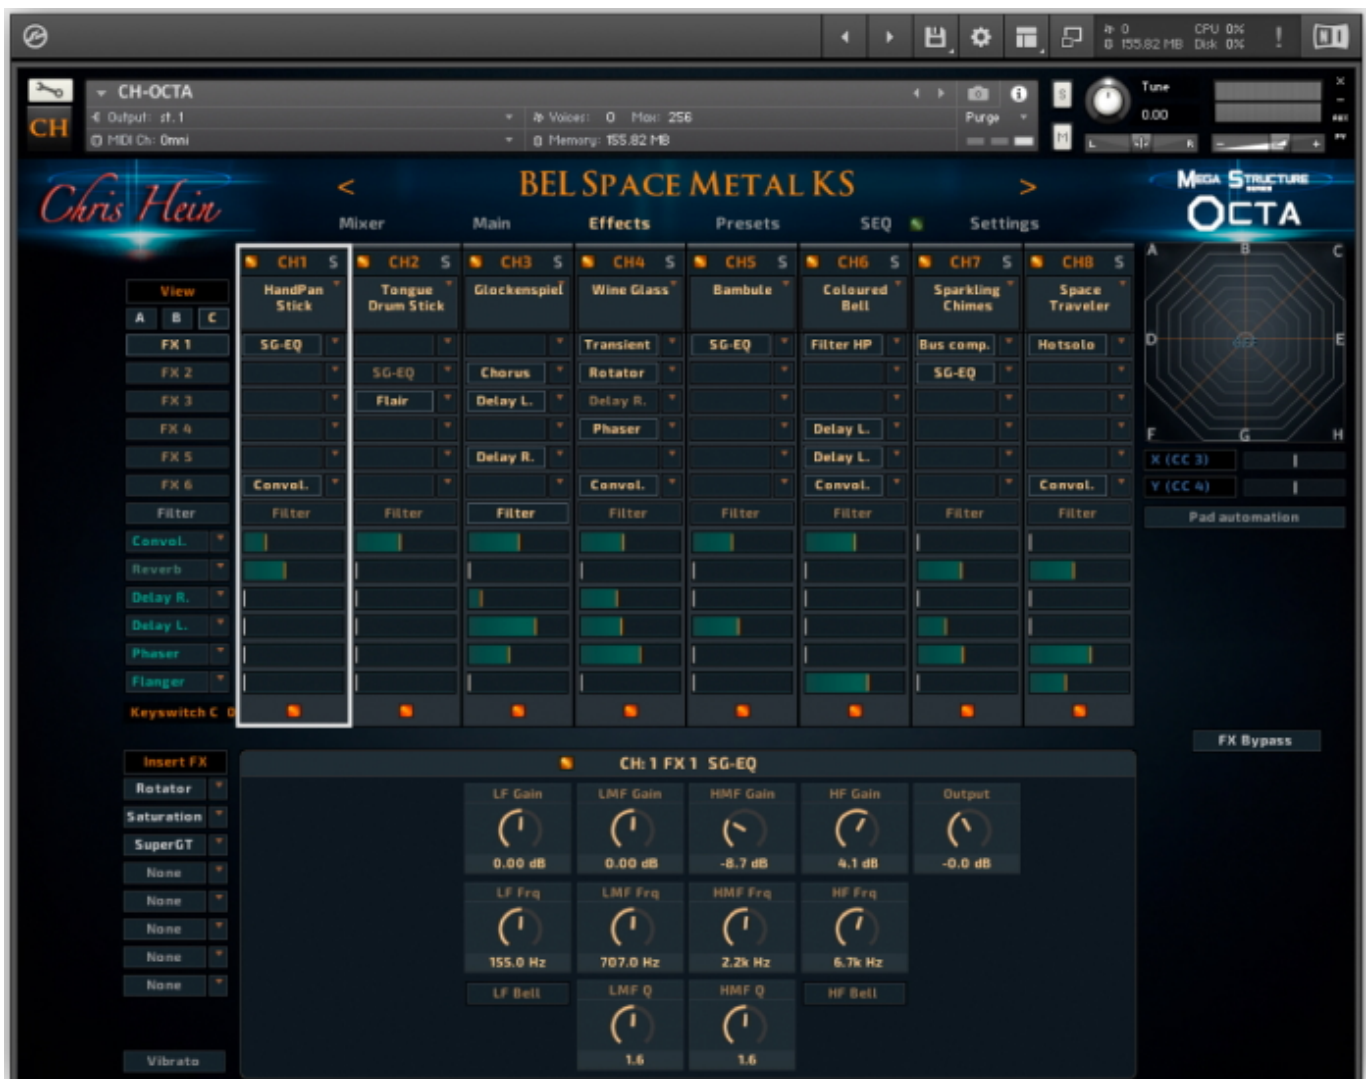 CPU 0%
155.82 MB Disk 0%
CH-OCTA
Output: st.1 Voices: 0 Max: 256 Purge
MIDI Ch: Omni Memory: 155.82 MB
S
M
Tune
0.00
L R - +
CH
Chris Hein
< BEL SPACE METAL KS >
MEGA STRUCTURE
SERIES
OCTA
Mixer Main Effects Presets SEQ Settings
CH1 S CH2 S CH3 S CH4 S CH5 S CH6 S CH7 S CH8 S
View
A B C
HandPan
Stick
Tongue
Drum Stick
Glockenspiel
Wine Glass
Bambule
Coloured
Bell
Sparkling
Chimes
Space
Traveler
FX 1 SG-EQ Transient SG-EQ Filter HP Bus comp. Hotsolo
FX 2 SG-EQ Chorus Rotator SG-EQ
FX 3 Flair Delay L. Delay R.
FX 4 Phaser Delay L.
FX 5 Delay R. Delay L.
FX 6 Convol. Convol. Convol. Convol.
Filter Filter Filter Filter Filter Filter Filter Filter Filter
Convol.
Reverb
Delay R.
Delay L.
Phaser
Flanger
Keyswitch C 0
A B C
D E
F G H
X (CC 3)
Y (CC 4)
Pad automation
FX Bypass
Insert FX
Rotator
Saturation
SuperGT
None
None
None
None
None
Vibrato
CH: 1 FX 1 SG-EQ
LF Gain LMF Gain HMF Gain HF Gain Output
0.00 dB 0.00 dB -8.7 dB 4.1 dB -0.0 dB
LF Frq LMF Frq HMF Frq HF Frq
155.0 Hz 707.0 Hz 2.2k Hz 6.7k Hz
LF Bell LMF Q HMF Q HF Bell
1.6 1.6